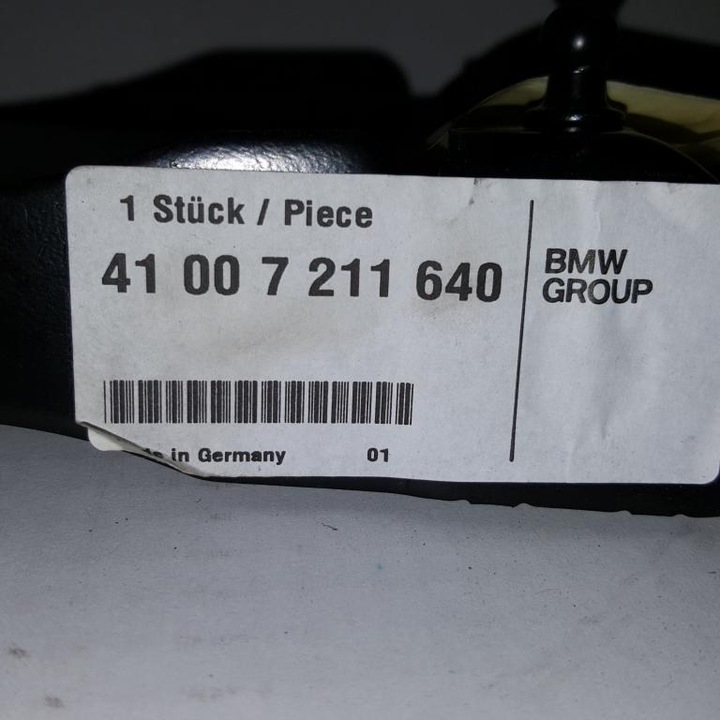 1 Stück / Piece
41 00 7 211 640
BMW
GROUP
in Germany 01